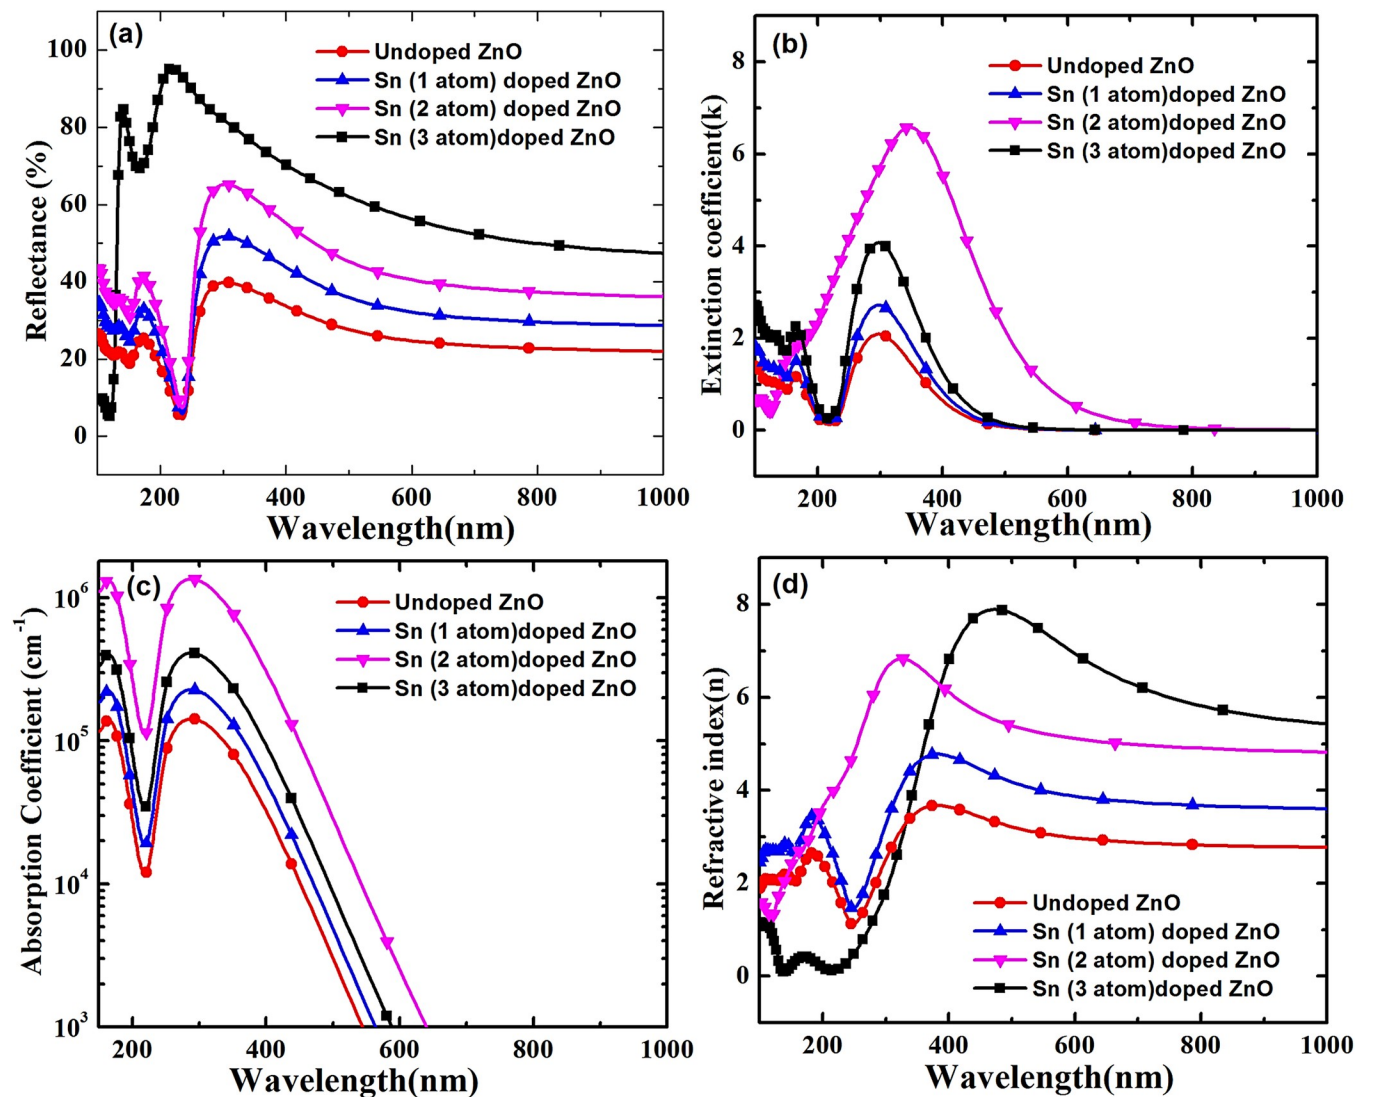 (a)
Undoped ZnO
Sn (1 atom) doped ZnO
Sn (2 atom) doped ZnO
Sn (3 atom)doped ZnO
Reflectance (%)
100
80
60
40
20
0
200 400 600 800 1000
Wavelength(nm)
(b)
Undoped ZnO
Sn (1 atom)doped ZnO
Sn (2 atom)doped ZnO
Sn (3 atom)doped ZnO
Extinction coefficient(k)
8
6
4
2
0
200 400 600 800 1000
Wavelength(nm)
(c)
Undoped ZnO
Sn (1 atom)doped ZnO
Sn (2 atom)doped ZnO
Sn (3 atom)doped ZnO
Absorption Coefficient (cm⁻¹)
10⁶
10⁵
10⁴
10³
200 400 600 800 1000
Wavelength(nm)
(d)
Refractive index(n)
8
6
4
2
0
Undoped ZnO
Sn (1 atom) doped ZnO
Sn (2 atom) doped ZnO
Sn (3 atom)doped ZnO
200 400 600 800 1000
Wavelength(nm)